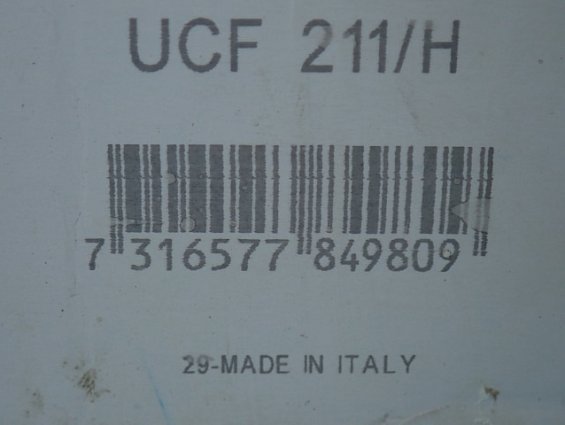 UCF 211/H
7 316577 849809
29-MADE IN ITALY